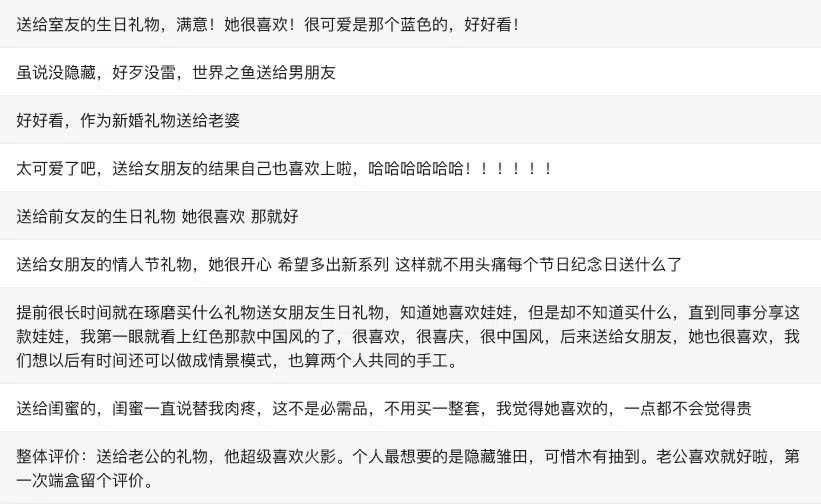 送给室友的生日礼物，满意！她很喜欢！很可爱是那个蓝色的，好好看！
虽说没隐藏，好歹没雷，世界之鱼送给男朋友
好好看，作为新婚礼物送给老婆
太可爱了吧，送给女朋友的结果自己也喜欢上啦，哈哈哈哈哈哈！！！！！！
送给前女友的生日礼物 她很喜欢 那就好
送给女朋友的情人节礼物，她很开心 希望多出新系列 这样就不用头痛每个节日纪念日送什么了
提前很长时间就在琢磨买什么礼物送女朋友生日礼物，知道她喜欢娃娃，但是却不知道买什么，直到同事分享这
款娃娃，我第一眼就看上红色那款中国风的了，很喜欢，很喜庆，很中国风，后来送给女朋友，她也很喜欢，我
们想以后有时间还可以做成情景模式，也算两个人共同的手工。
送给闺蜜的，闺蜜一直说替我肉疼，这不是必需品，不用买一整套，我觉得她喜欢的，一点都不会觉得贵
整体评价：送给老公的礼物，他超级喜欢火影。个人最想要的是隐藏雏田，可惜木有抽到。老公喜欢就好啦，第
一次端盒留个评价。